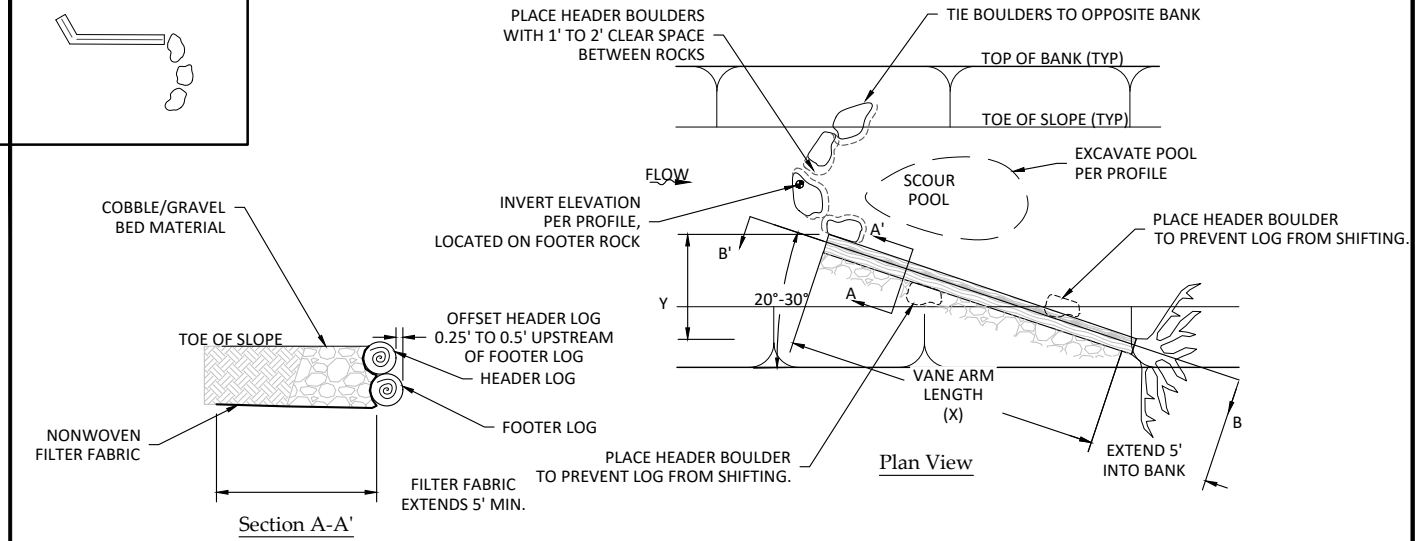 PLACE HEADER BOULDERS
WITH 1' TO 2' CLEAR SPACE
BETWEEN ROCKS
TIE BOULDERS TO OPPOSITE BANK
TOP OF BANK (TYP)
TOE OF SLOPE (TYP)
EXCAVATE POOL
PER PROFILE
FLOW
SCOUR
POOL
INVERT ELEVATION
PER PROFILE,
LOCATED ON FOOTER ROCK
PLACE HEADER BOULDER
TO PREVENT LOG FROM SHIFTING.
A'
B'
Y
20°-30°
A
VANE ARM
LENGTH
(X)
B
EXTEND 5'
INTO BANK
PLACE HEADER BOULDER
TO PREVENT LOG FROM SHIFTING.
Plan View
COBBLE/GRAVEL
BED MATERIAL
TOE OF SLOPE
OFFSET HEADER LOG
0.25' TO 0.5' UPSTREAM
OF FOOTER LOG
HEADER LOG
FOOTER LOG
NONWOVEN
FILTER FABRIC
FILTER FABRIC
EXTENDS 5' MIN.
Section A-A'